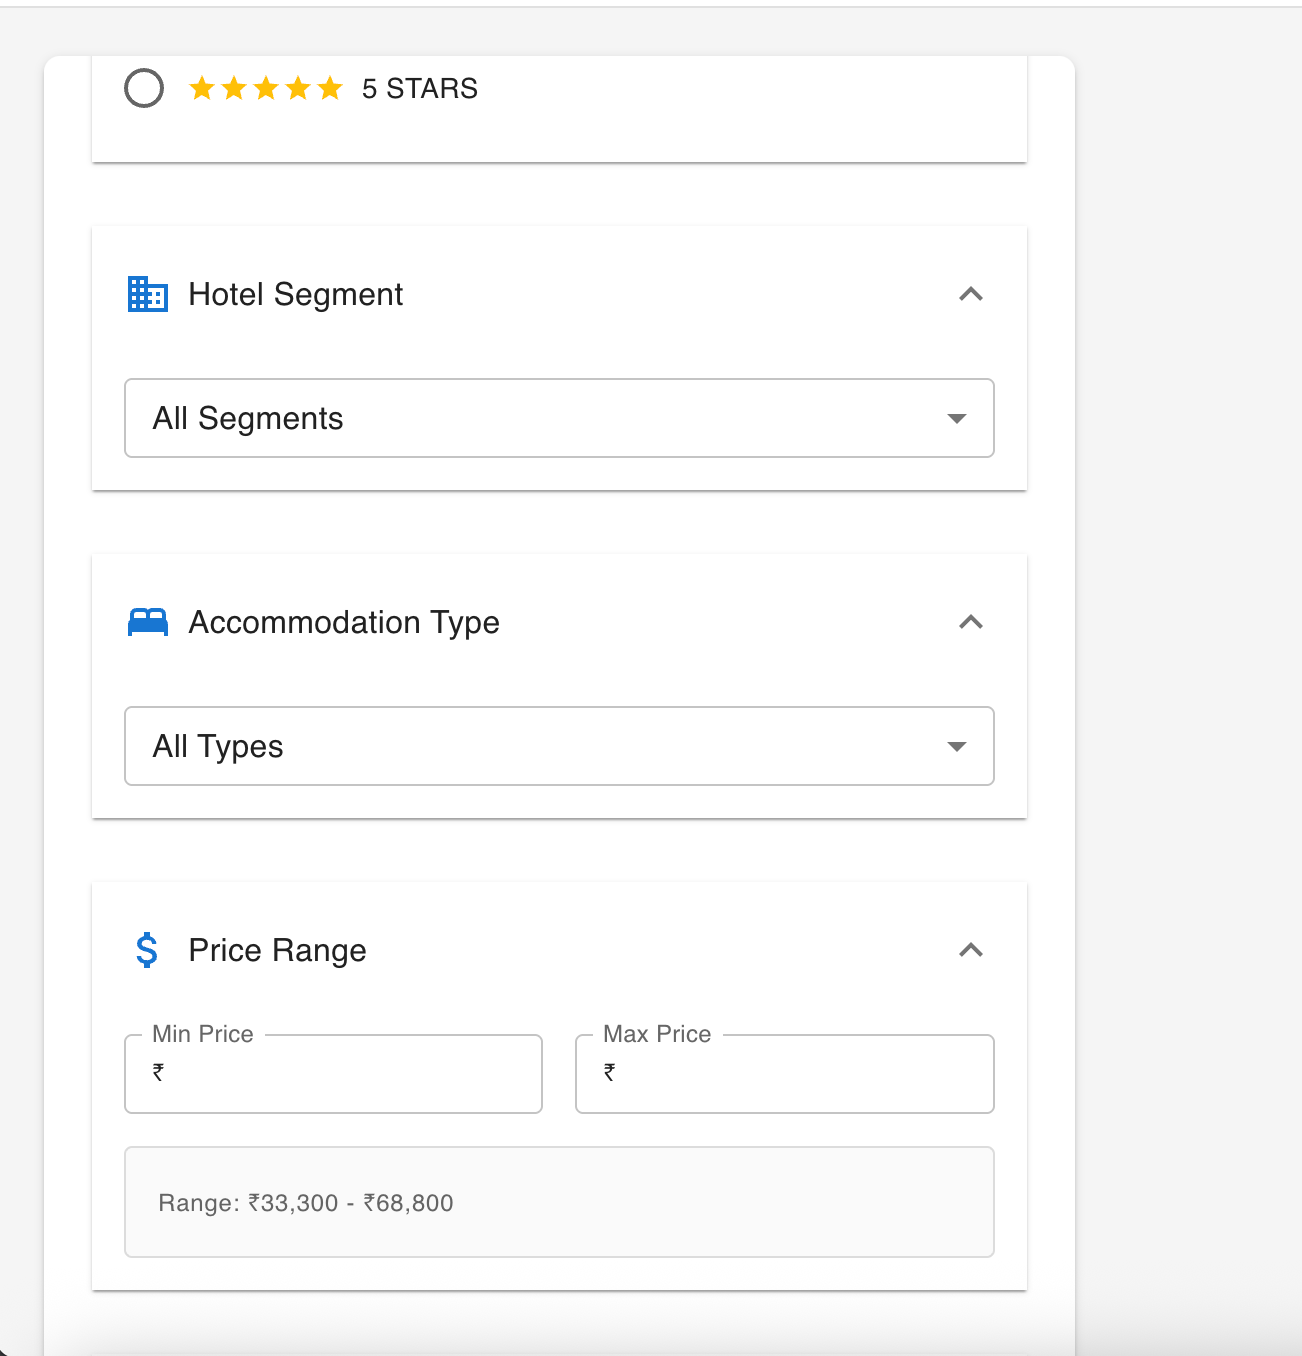 5 STARS
Hotel Segment
All Segments
Accommodation Type
All Types
$ Price Range
Min Price Max Price
₹ ₹
Range: ₹33,300 - ₹68,800